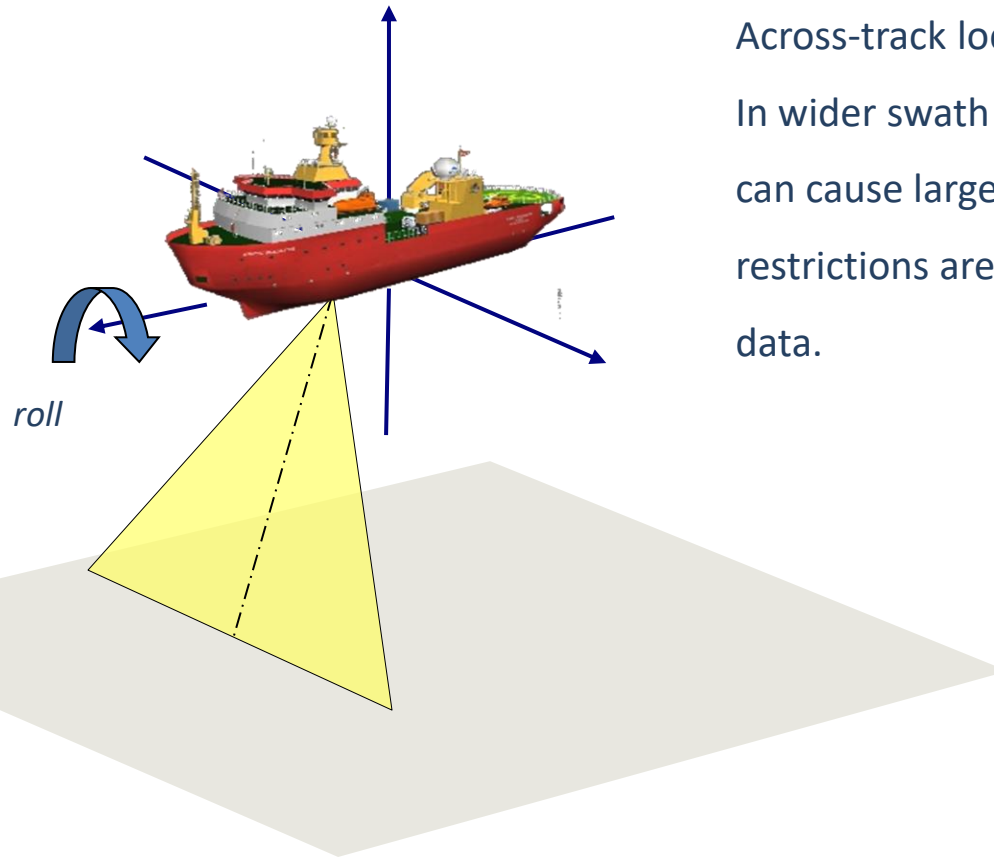 Across-track
In wider swath
can cause large
restrictions are
data.
roll